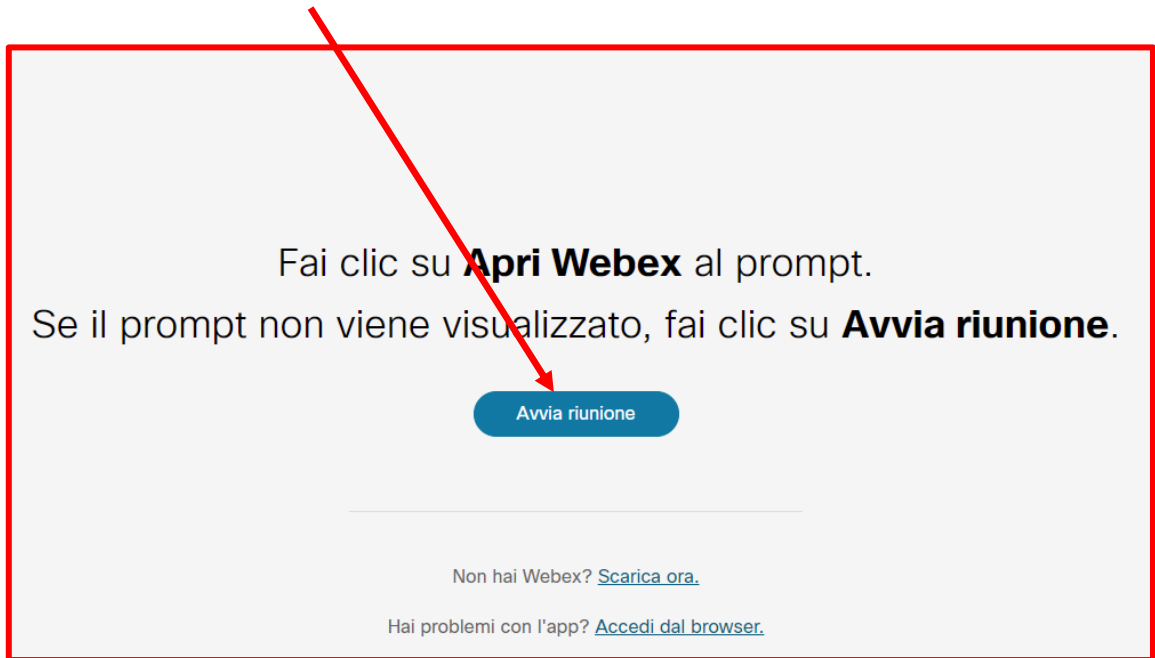 Fai clic su Apri Webex al prompt.
Se il prompt non viene visualizzato, fai clic su Avvia riunione.
Avvia riunione
Non hai Webex? Scarica ora.
Hai problemi con l'app? Accedi dal browser.